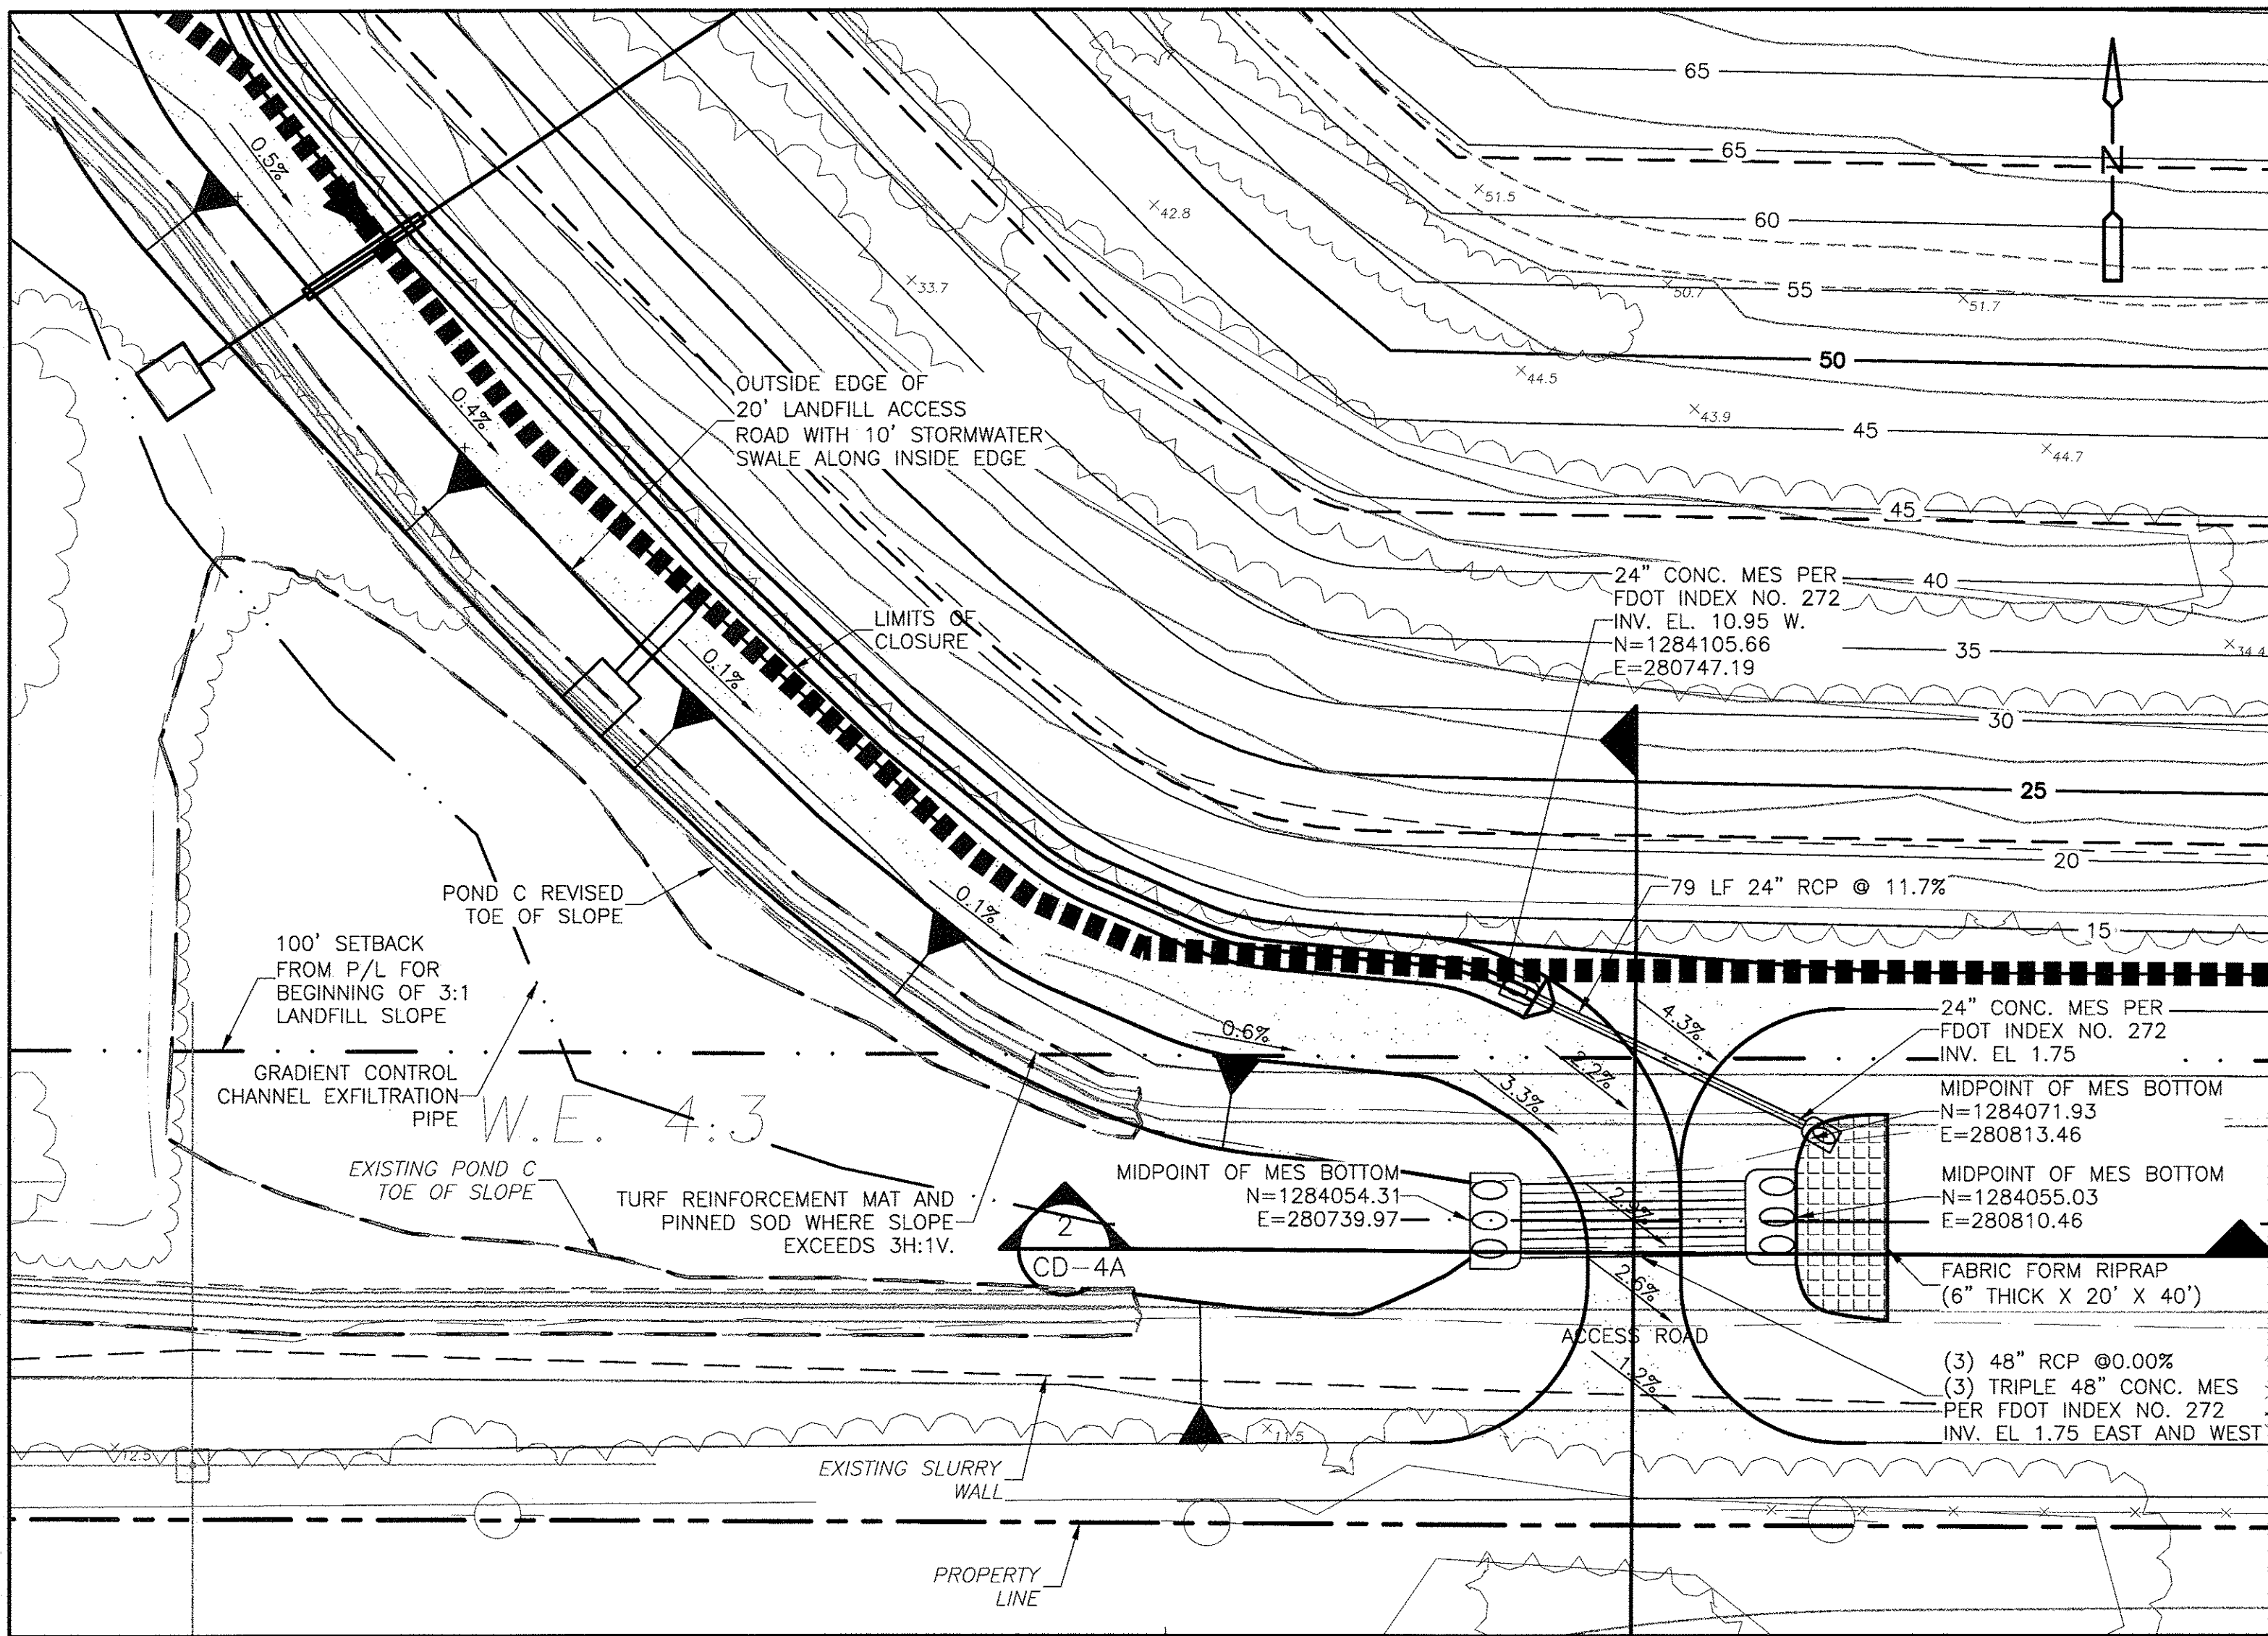 65
65
60
55
50
45
45
40
35
30
25
20
15
N
×51.5
×42.8
×33.7
×50.7
×51.7
×44.5
×43.9
×44.7
×34.4
0.5%
0.4%
0.1%
0.1%
0.6%
OUTSIDE EDGE OF
20' LANDFILL ACCESS
ROAD WITH 10' STORMWATER
SWALE ALONG INSIDE EDGE
LIMITS OF
CLOSURE
24" CONC. MES PER
FDOT INDEX NO. 272
INV. EL. 10.95 W.
N=1284105.66
E=280747.19
79 LF 24" RCP @ 11.7%
POND C REVISED
TOE OF SLOPE
100' SETBACK
FROM P/L FOR
BEGINNING OF 3:1
LANDFILL SLOPE
GRADIENT CONTROL
CHANNEL EXFILTRATION
PIPE
W.E. 4.3
EXISTING POND C
TOE OF SLOPE
TURF REINFORCEMENT MAT AND
PINNED SOD WHERE SLOPE
EXCEEDS 3H:1V.
2
CD-4A
4.3%
2.2%
3.3%
2.6%
1.2%
24" CONC. MES PER
FDOT INDEX NO. 272
INV. EL 1.75
MIDPOINT OF MES BOTTOM
N=1284071.93
E=280813.46
MIDPOINT OF MES BOTTOM
N=1284054.31
E=280739.97
MIDPOINT OF MES BOTTOM
N=1284055.03
E=280810.46
FABRIC FORM RIPRAP
(6" THICK X 20' X 40')
ACCESS ROAD
(3) 48" RCP @0.00%
(3) TRIPLE 48" CONC. MES
PER FDOT INDEX NO. 272
INV. EL 1.75 EAST AND WEST
×12.5
×11.5
EXISTING SLURRY
WALL
PROPERTY
LINE